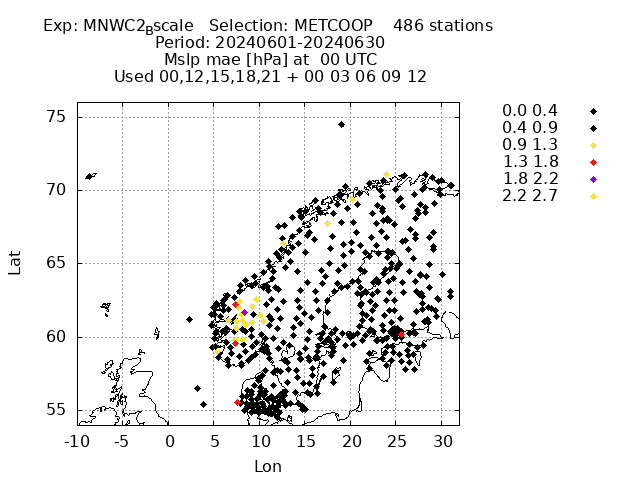 Exp: MNWC2_Bscale   Selection: METCOOP    486 stations
Period: 20240601-20240630
Mslp mae [hPa] at  00 UTC
Used 00,12,15,18,21 + 00 03 06 09 12
0.0 0.4
0.4 0.9
0.9 1.3
1.3 1.8
1.8 2.2
2.2 2.7
75
70
65
60
55
Lat
-10 -5 0 5 10 15 20 25 30
Lon